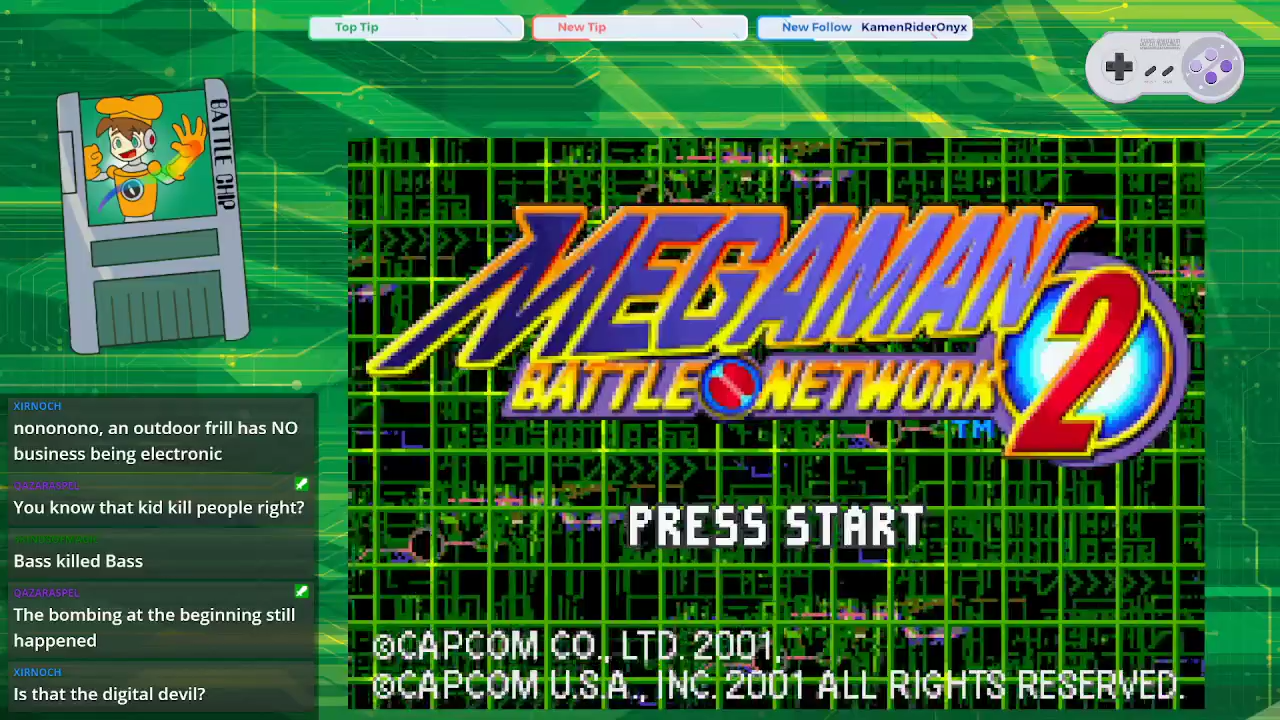 Top Tip
New Tip
New Follow KamenRiderOnyx
SUPER NINTENDO
BATTLE CHIP
MEGAMAN
BATTLE NETWORK 2
TM
PRESS START
©CAPCOM CO., LTD. 2001,
©CAPCOM U.S.A., INC. 2001 ALL RIGHTS RESERVED.
XIRNOCH
nononono, an outdoor frill has NO
business being electronic
QAZARASPEL
You know that kid kill people right?
Bass killed Bass
QAZARASPEL
The bombing at the beginning still
happened
XIRNOCH
Is that the digital devil?